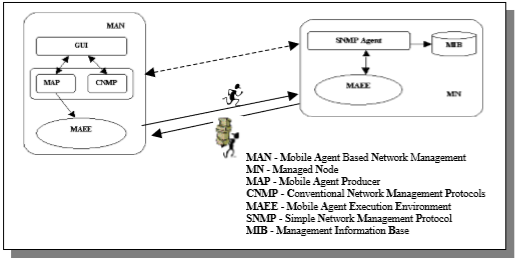 MAN
GUI
MAP
CNMP
MAEE
SNMP Agent
MIB
MAEE
MN
MAN - Mobile Agent Based Network Management
MN - Managed Node
MAP - Mobile Agent Producer
CNMP - Conventional Network Management Protocols
MAEE - Mobile Agent Execution Environment
SNMP - Simple Network Management Protocol
MIB - Management Information Base